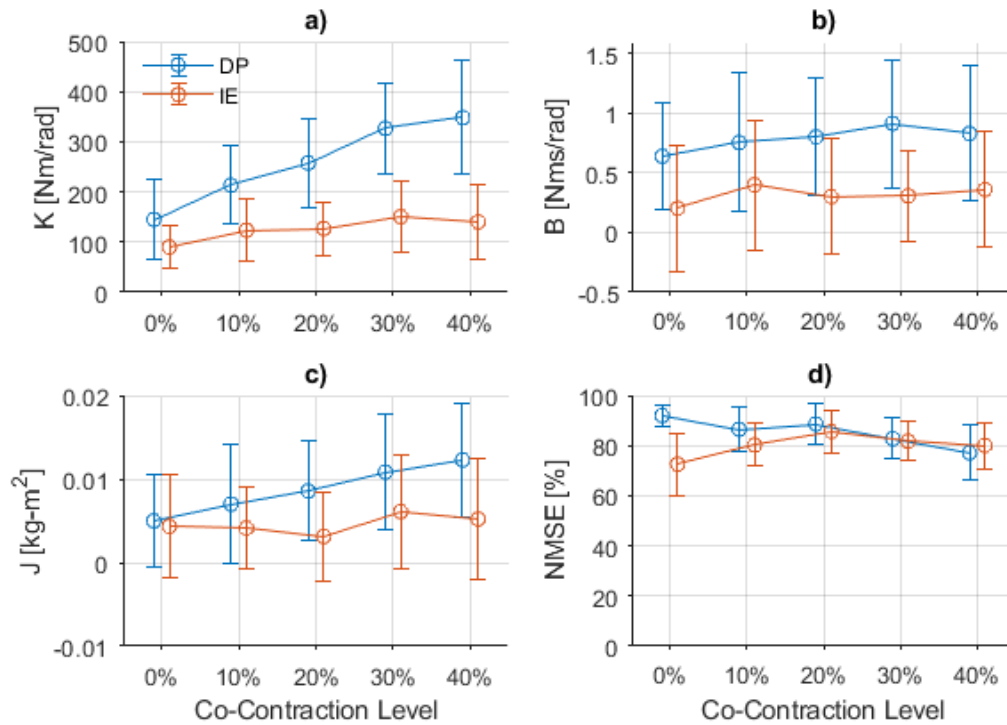 a)
500
400
300
200
100
0
K [Nm/rad]
DP
IE
0% 10% 20% 30% 40%
b)
1.5
1
0.5
0
-0.5
B [Nms/rad]
0% 10% 20% 30% 40%
c)
0.02
0.01
0
-0.01
J [kg-m²]
0% 10% 20% 30% 40%
Co-Contraction Level
d)
100
80
60
40
20
0
NMSE [%]
0% 10% 20% 30% 40%
Co-Contraction Level